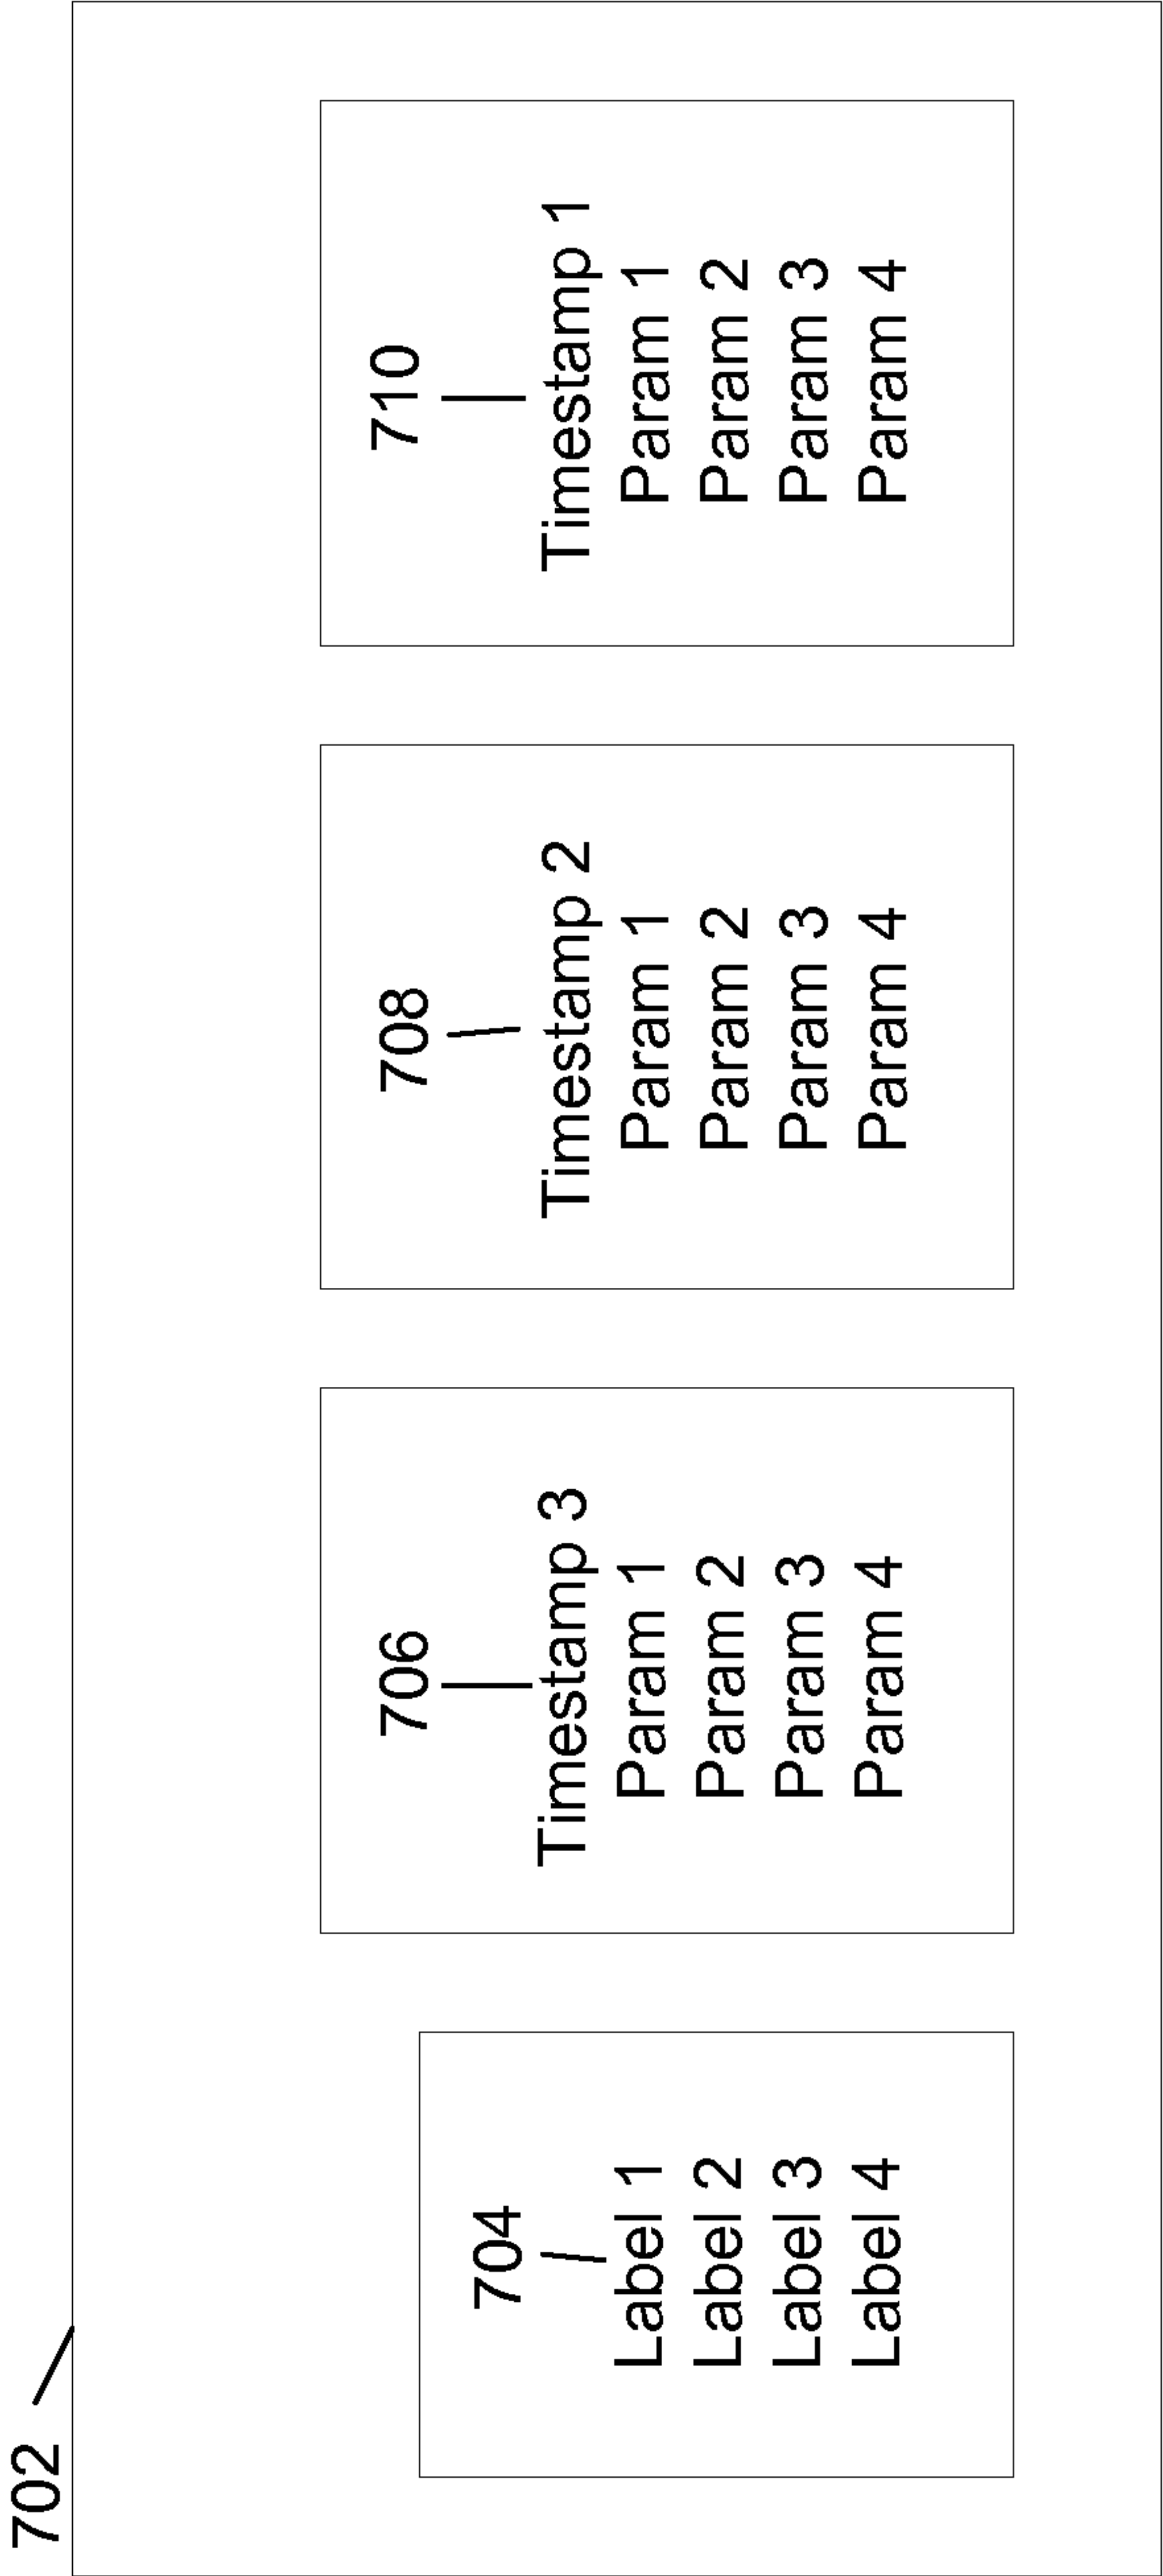 702
704
Label 1
Label 2
Label 3
Label 4
706
Timestamp 3
Param 1
Param 2
Param 3
Param 4
708
Timestamp 2
Param 1
Param 2
Param 3
Param 4
710
Timestamp 1
Param 1
Param 2
Param 3
Param 4